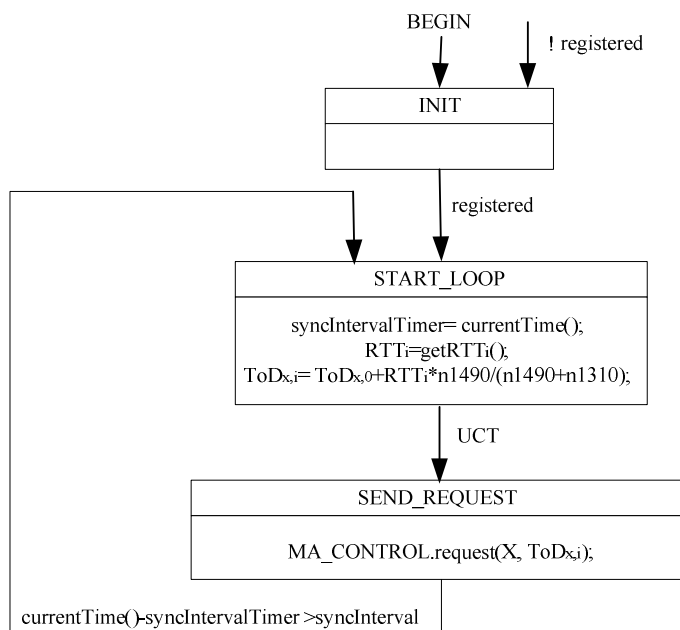 BEGIN
! registered
INIT
registered
START_LOOP
syncIntervalTimer= currentTime();
RTTi=getRTTi();
ToDx,i= ToDx,0+RTTi*n1490/(n1490+n1310);
UCT
SEND_REQUEST
MA_CONTROL.request(X, ToDx,i);
currentTime()-syncIntervalTimer>syncInterval